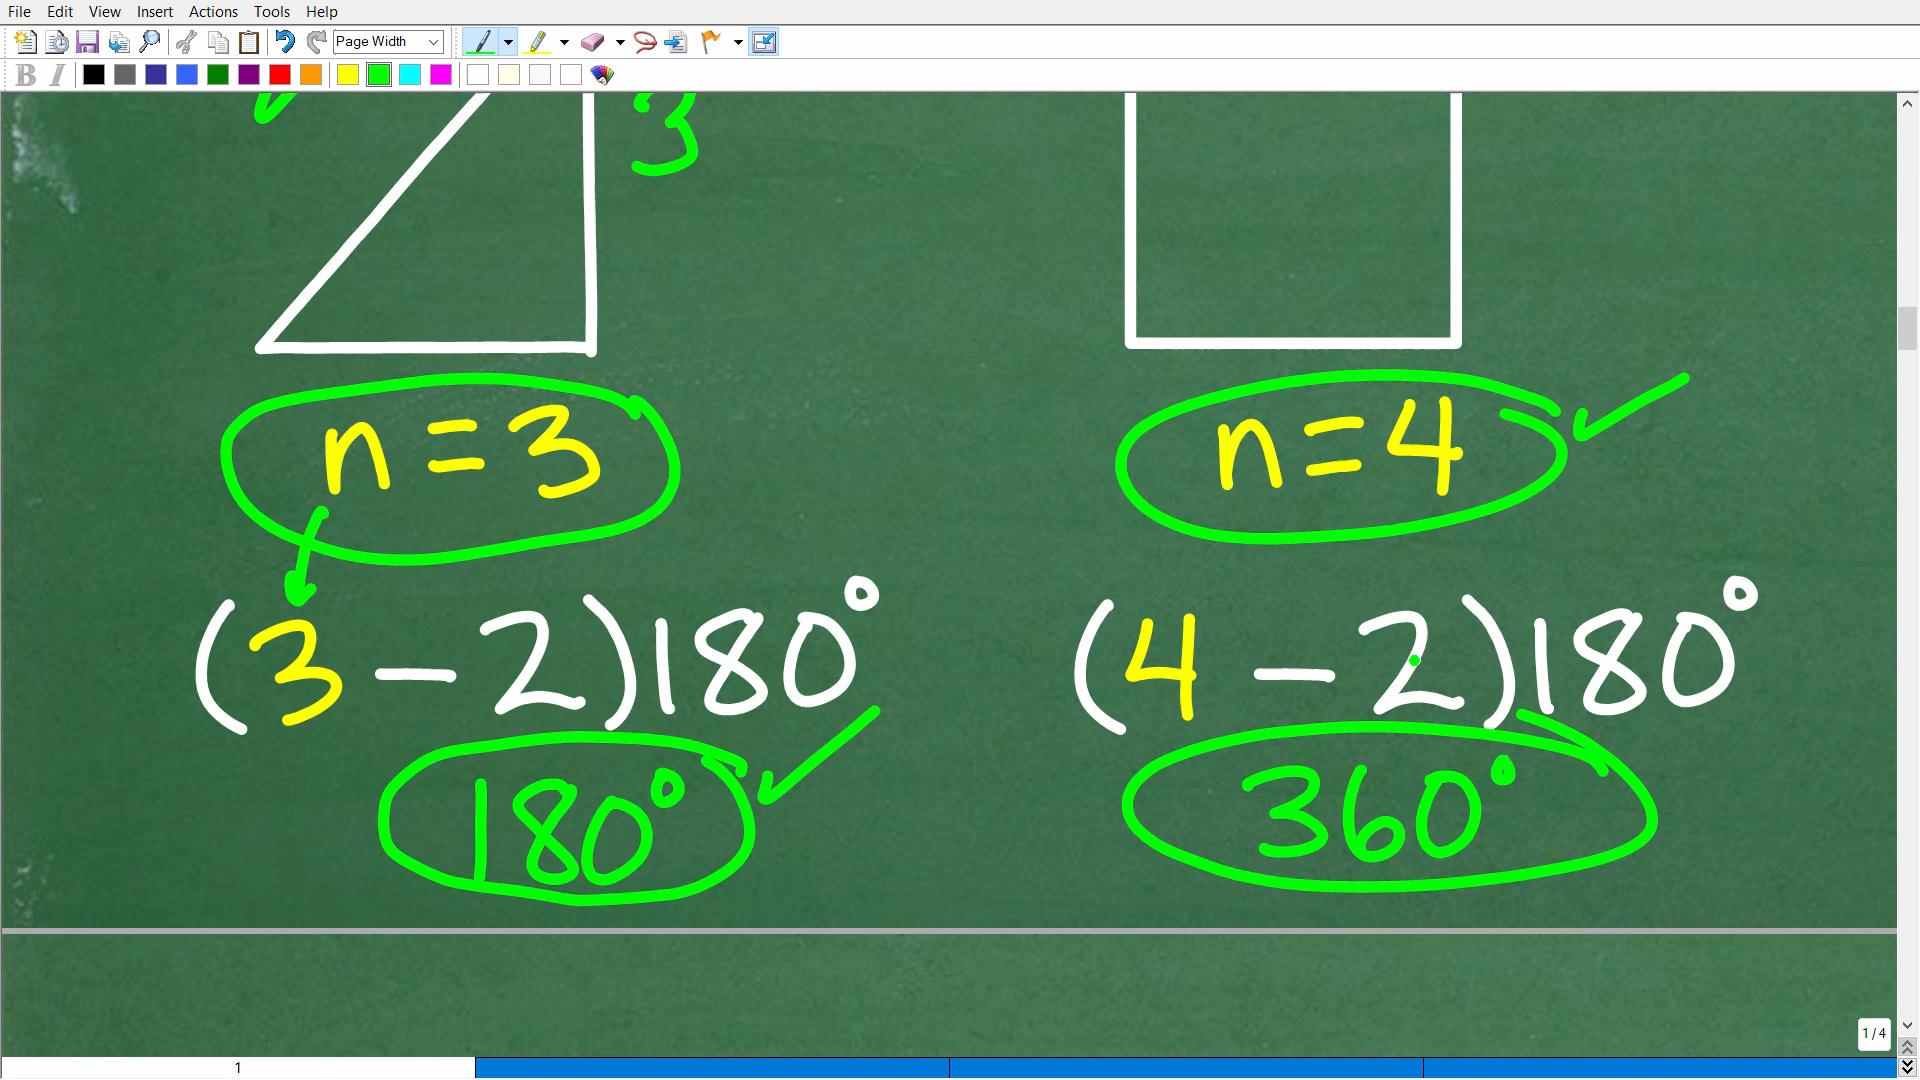 File Edit View Insert Actions Tools Help
Page Width
B I
3
n = 3
n = 4
(3 - 2)180°
(4 - 2)180°
180°
360°
1 / 4
1